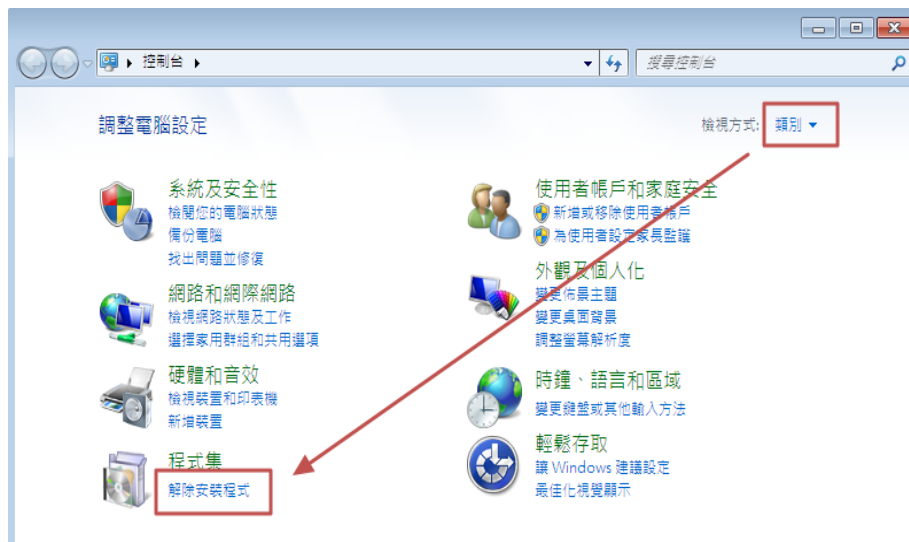 控制台
搜尋控制台
調整電腦設定
檢視方式: 類別
系統及安全性
檢閱您的電腦狀態
備份電腦
找出問題並修復
網路和網際網路
檢視網路狀態及工作
選擇家用群組和共用選項
硬體和音效
檢視裝置和印表機
新增裝置
程式集
解除安裝程式
使用者帳戶和家庭安全
新增或移除使用者帳戶
為使用者設定家長監護
外觀及個人化
變更佈景主題
變更桌面背景
調整螢幕解析度
時鐘、語言和區域
變更鍵盤或其他輸入方法
輕鬆存取
讓 Windows 建議設定
最佳化視覺顯示